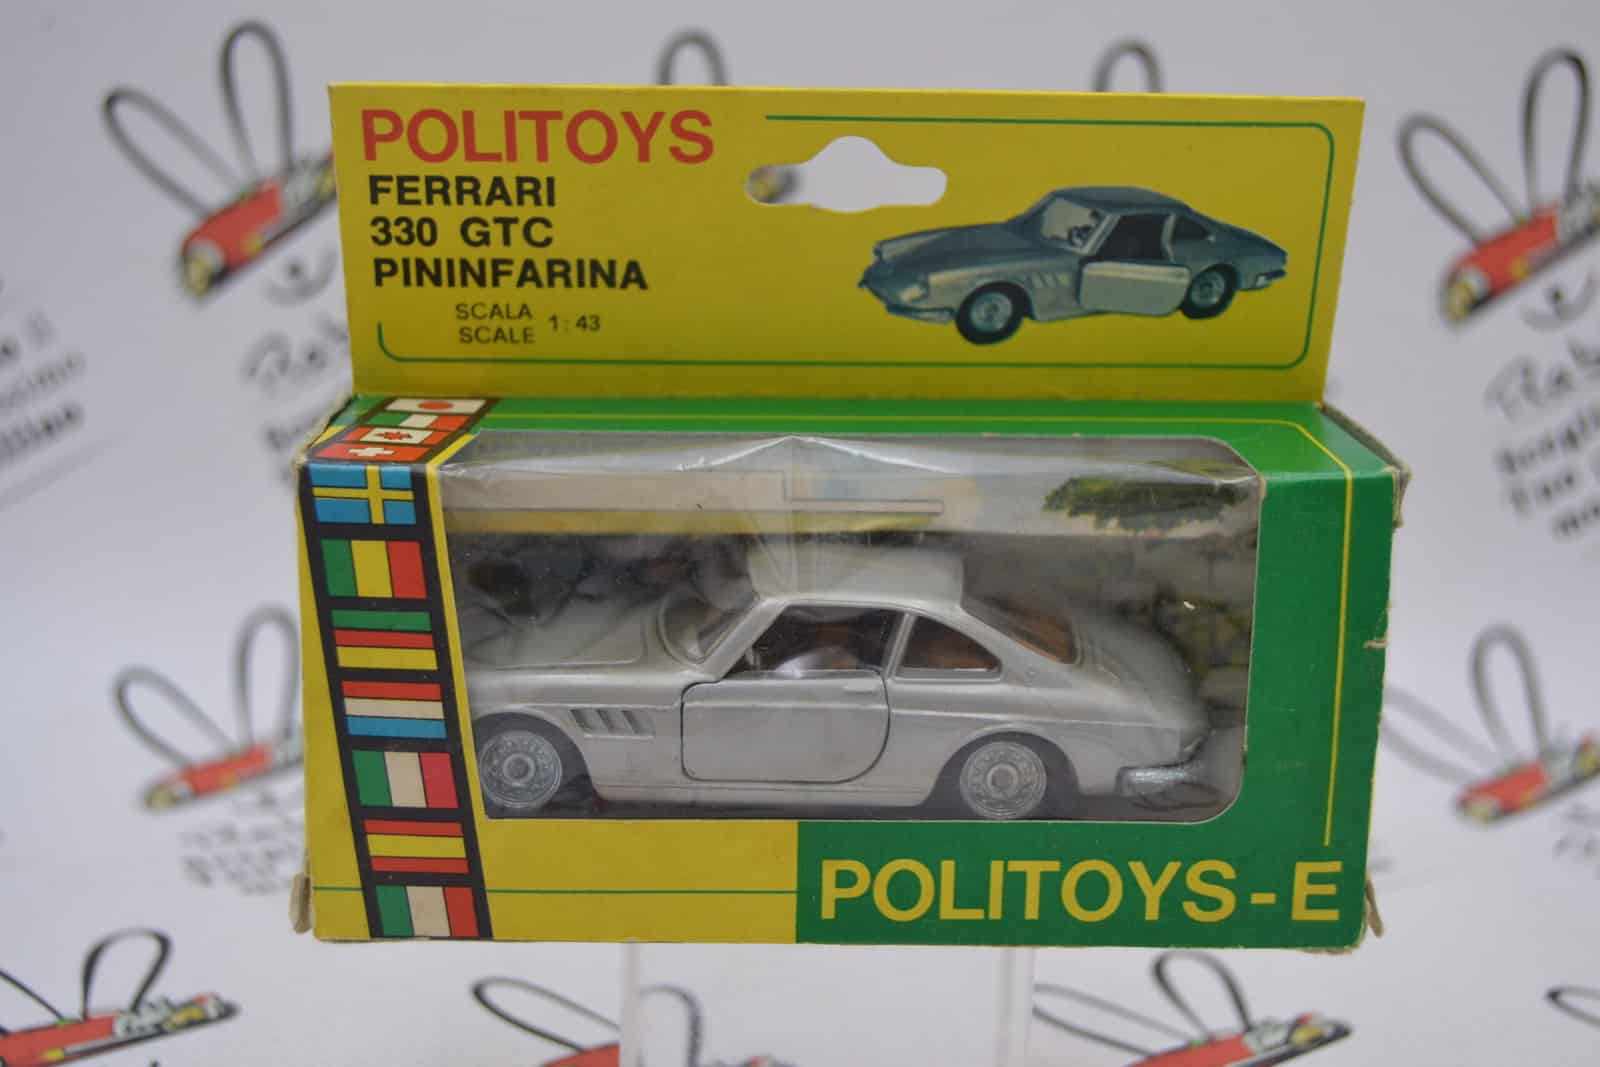 POLITOYS
FERRARI
330 GTC
PININFARINA
SCALA
SCALE 1:43
POLITOYS-E